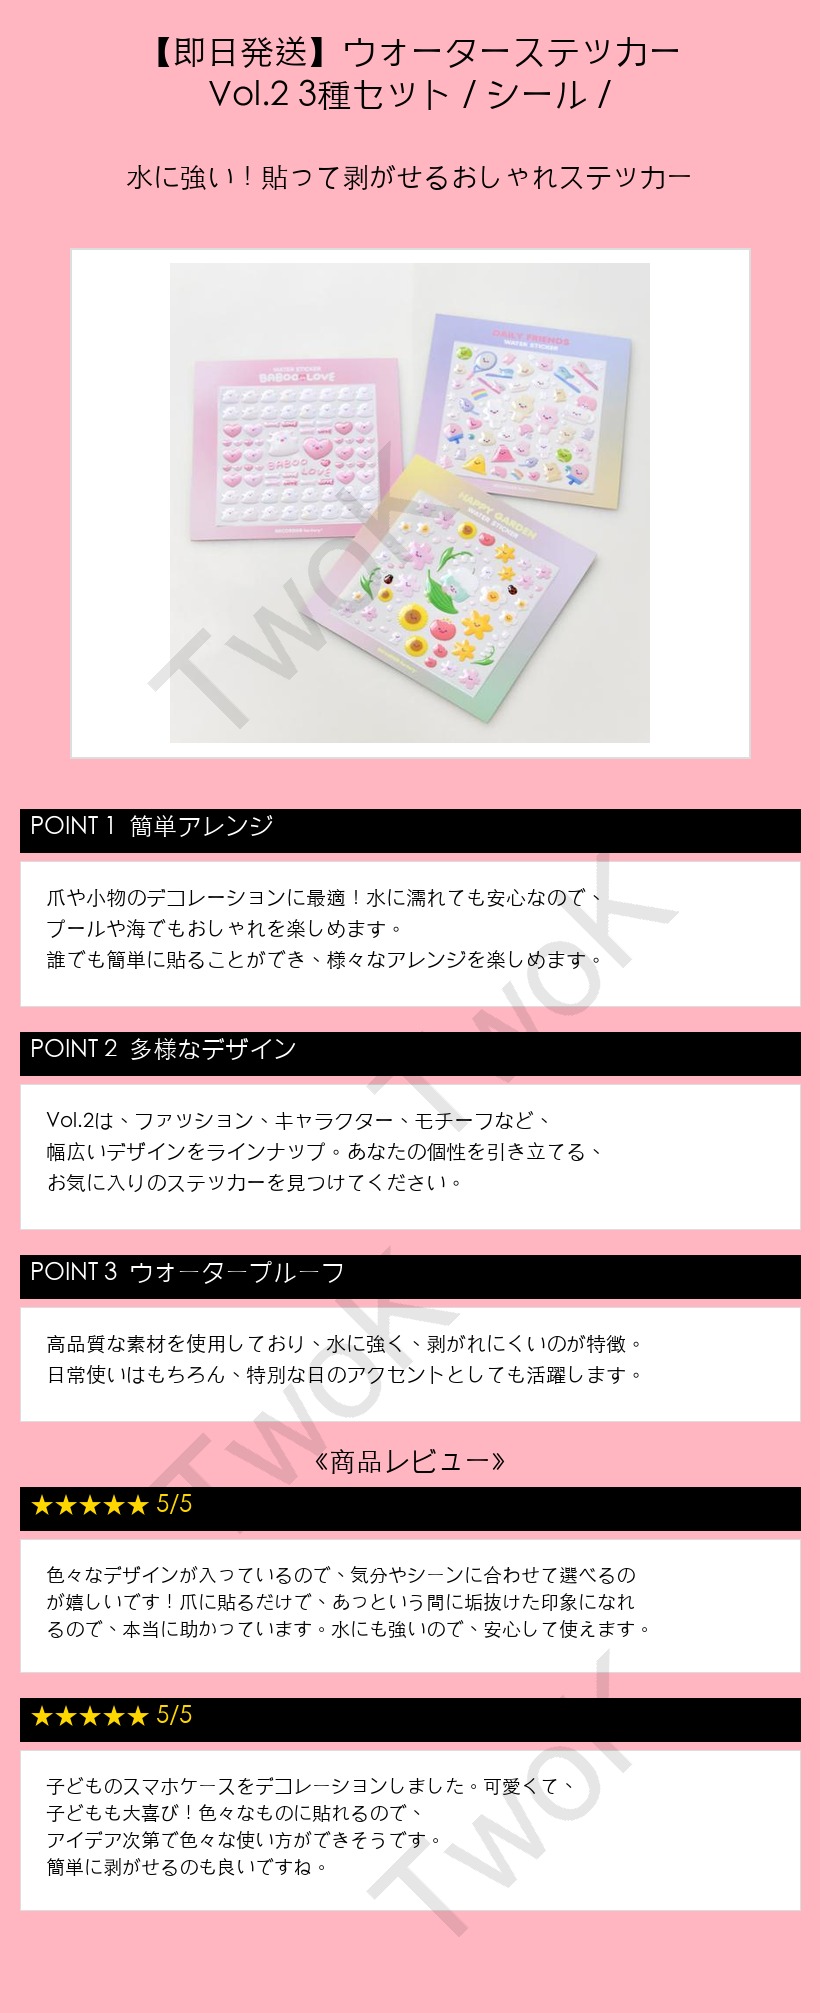 【即日発送】ウォーターステッカー
Vol.2 3種セット / シール /
水に強い！貼って剥がせるおしゃれステッカー
WATER STICKER
BABOO LOVE
DAILY FRIENDS
WATER STICKER
BABOO
LOVE
HAPPY GARDEN
WATER STICKER
TwoK
POINT 1 簡単アレンジ
爪や小物のデコレーションに最適！水に濡れても安心なので、
プールや海でもおしゃれを楽しめます。
誰でも簡単に貼ることができ、様々なアレンジを楽しめます。
TwoK
POINT 2 多様なデザイン
Vol.2は、ファッション、キャラクター、モチーフなど、
幅広いデザインをラインナップ。あなたの個性を引き立てる、
お気に入りのステッカーを見つけてください。
POINT 3 ウォータープルーフ
高品質な素材を使用しており、水に強く、剥がれにくいのが特徴。
日常使いはもちろん、特別な日のアクセントとしても活躍します。
TwoK
《商品レビュー》
★★★★★ 5/5
色々なデザインが入っているので、気分やシーンに合わせて選べるの
が嬉しいです！爪に貼るだけで、あっという間に垢抜けた印象になれ
るので、本当に助かっています。水にも強いので、安心して使えます。
★★★★★ 5/5
子どものスマホケースをデコレーションしました。可愛くて、
子どもも大喜び！色々なものに貼れるので、
アイデア次第で色々な使い方ができそうです。
簡単に剥がせるのも良いですね。
TwoK